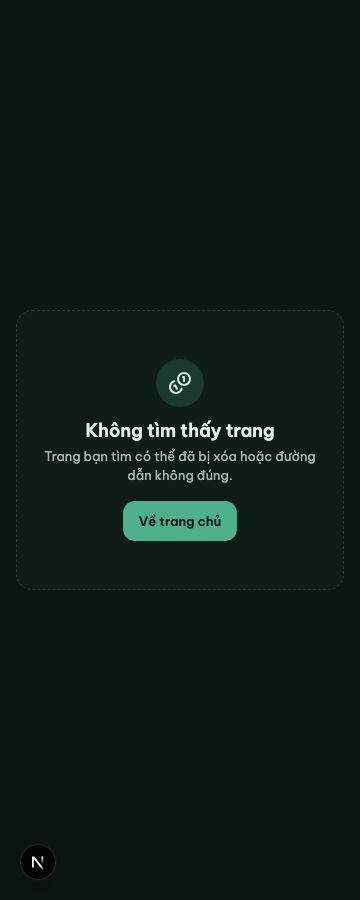 Không tìm thấy trang
Trang bạn tìm có thể đã bị xóa hoặc đường
dẫn không đúng.
Về trang chủ
N